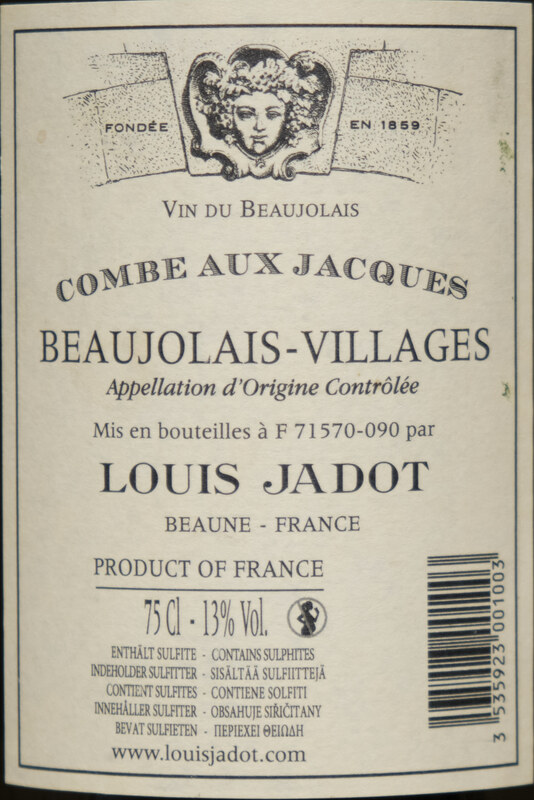 FONDÉE EN 1859
VIN DU BEAUJOLAIS
COMBE AUX JACQUES
BEAUJOLAIS-VILLAGES
Appellation d'Origine Contrôlée
Mis en bouteilles à F 71570-090 par
LOUIS JADOT
BEAUNE - FRANCE
PRODUCT OF FRANCE
75 Cl - 13% Vol.
ENTHÄLT SULFITE - CONTAINS SULPHITES
INDEHOLDER SULFITTER - SISÄLTÄÄ SULFIITTEJÄ
CONTIENT SULFITES - CONTIENE SOLFITI
INNEHÅLLER SULFITER - OBSAHUJE SIŘIČITANY
BEVAT SULFIETEN - ΠΕΡΙΕΧΕΙ ΘΕΙΩΔΗ
www.louisjadot.com
3 535923 001003